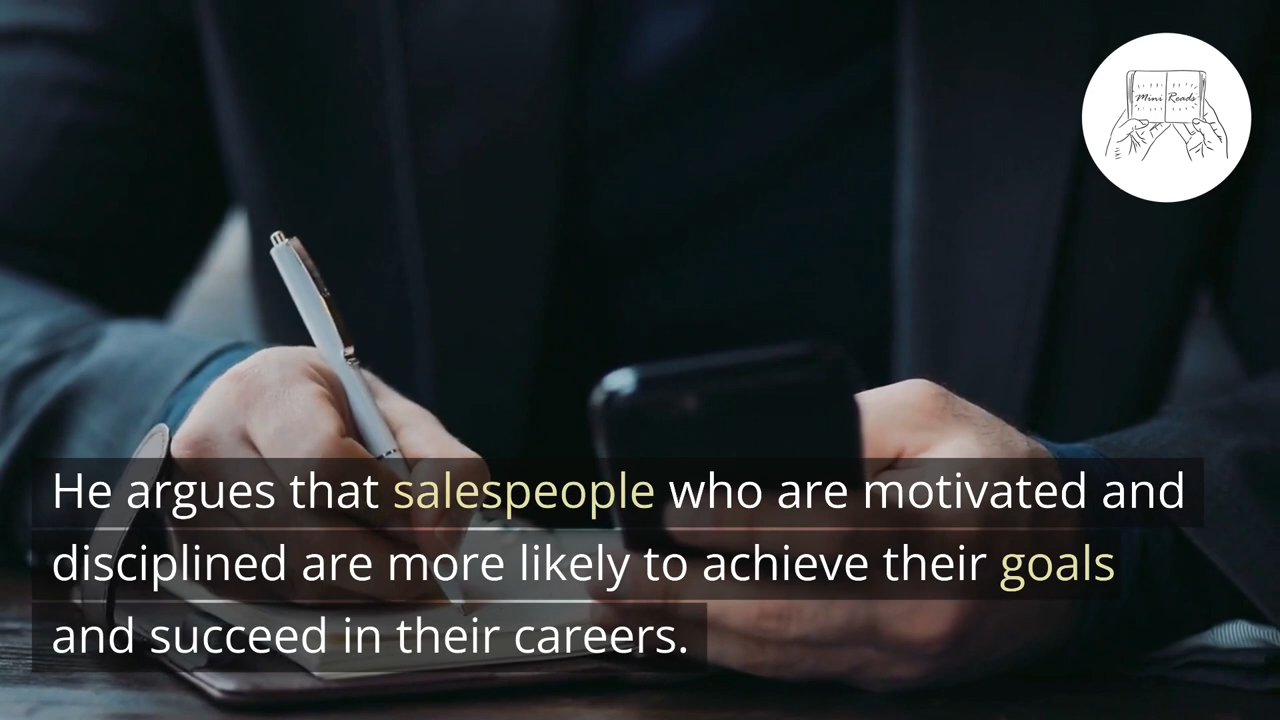 Mini Reads
He argues that salespeople who are motivated and
disciplined are more likely to achieve their goals
and succeed in their careers.